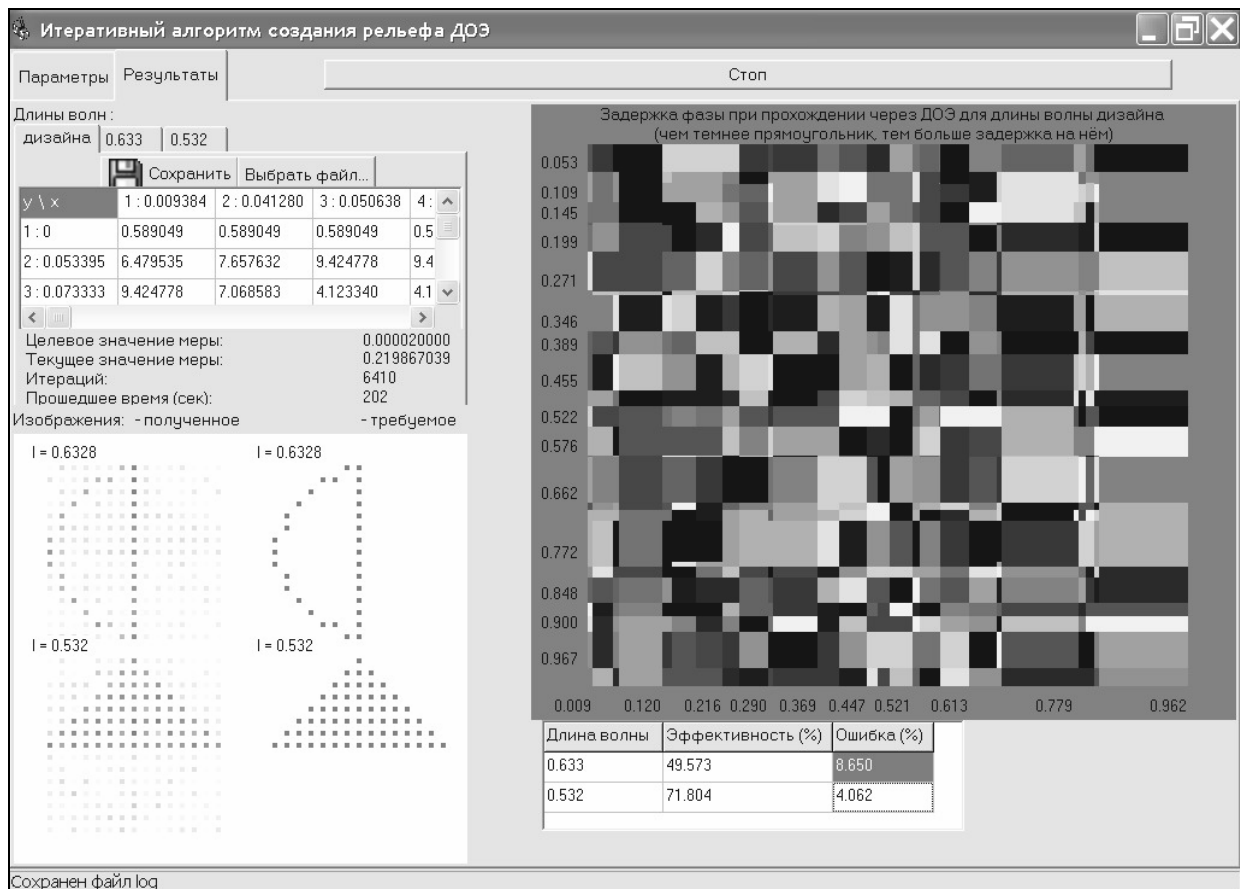 Итеративный алгоритм создания рельефа ДОЭ
Параметры Результаты Стоп
Длины волн :
дизайна 0.633 0.532
Сохранить Выбрать файл...
y \ x 1 : 0.009384 2 : 0.041280 3 : 0.050638 4 :
1 : 0 0.589049 0.589049 0.589049 0.5
2 : 0.053395 6.479535 7.657632 9.424778 9.4
3 : 0.073333 9.424778 7.068583 4.123340 4.1
Целевое значение меры: 0.000020000
Текущее значение меры: 0.219867039
Итераций: 6410
Прошедшее время (сек): 202
Изображения: - полученное - требуемое
l = 0.6328 l = 0.6328
l = 0.532 l = 0.532
Задержка фазы при прохождении через ДОЭ для длины волны дизайна
(чем темнее прямоугольник, тем больше задержка на нём)
0.053
0.109
0.145
0.199
0.271
0.346
0.389
0.455
0.522
0.576
0.662
0.772
0.848
0.900
0.967
0.009 0.120 0.216 0.290 0.369 0.447 0.521 0.613 0.779 0.962
Длина волны Эффективность (%) Ошибка (%)
0.633 49.573 8.650
0.532 71.804 4.062
Сохранен файл log